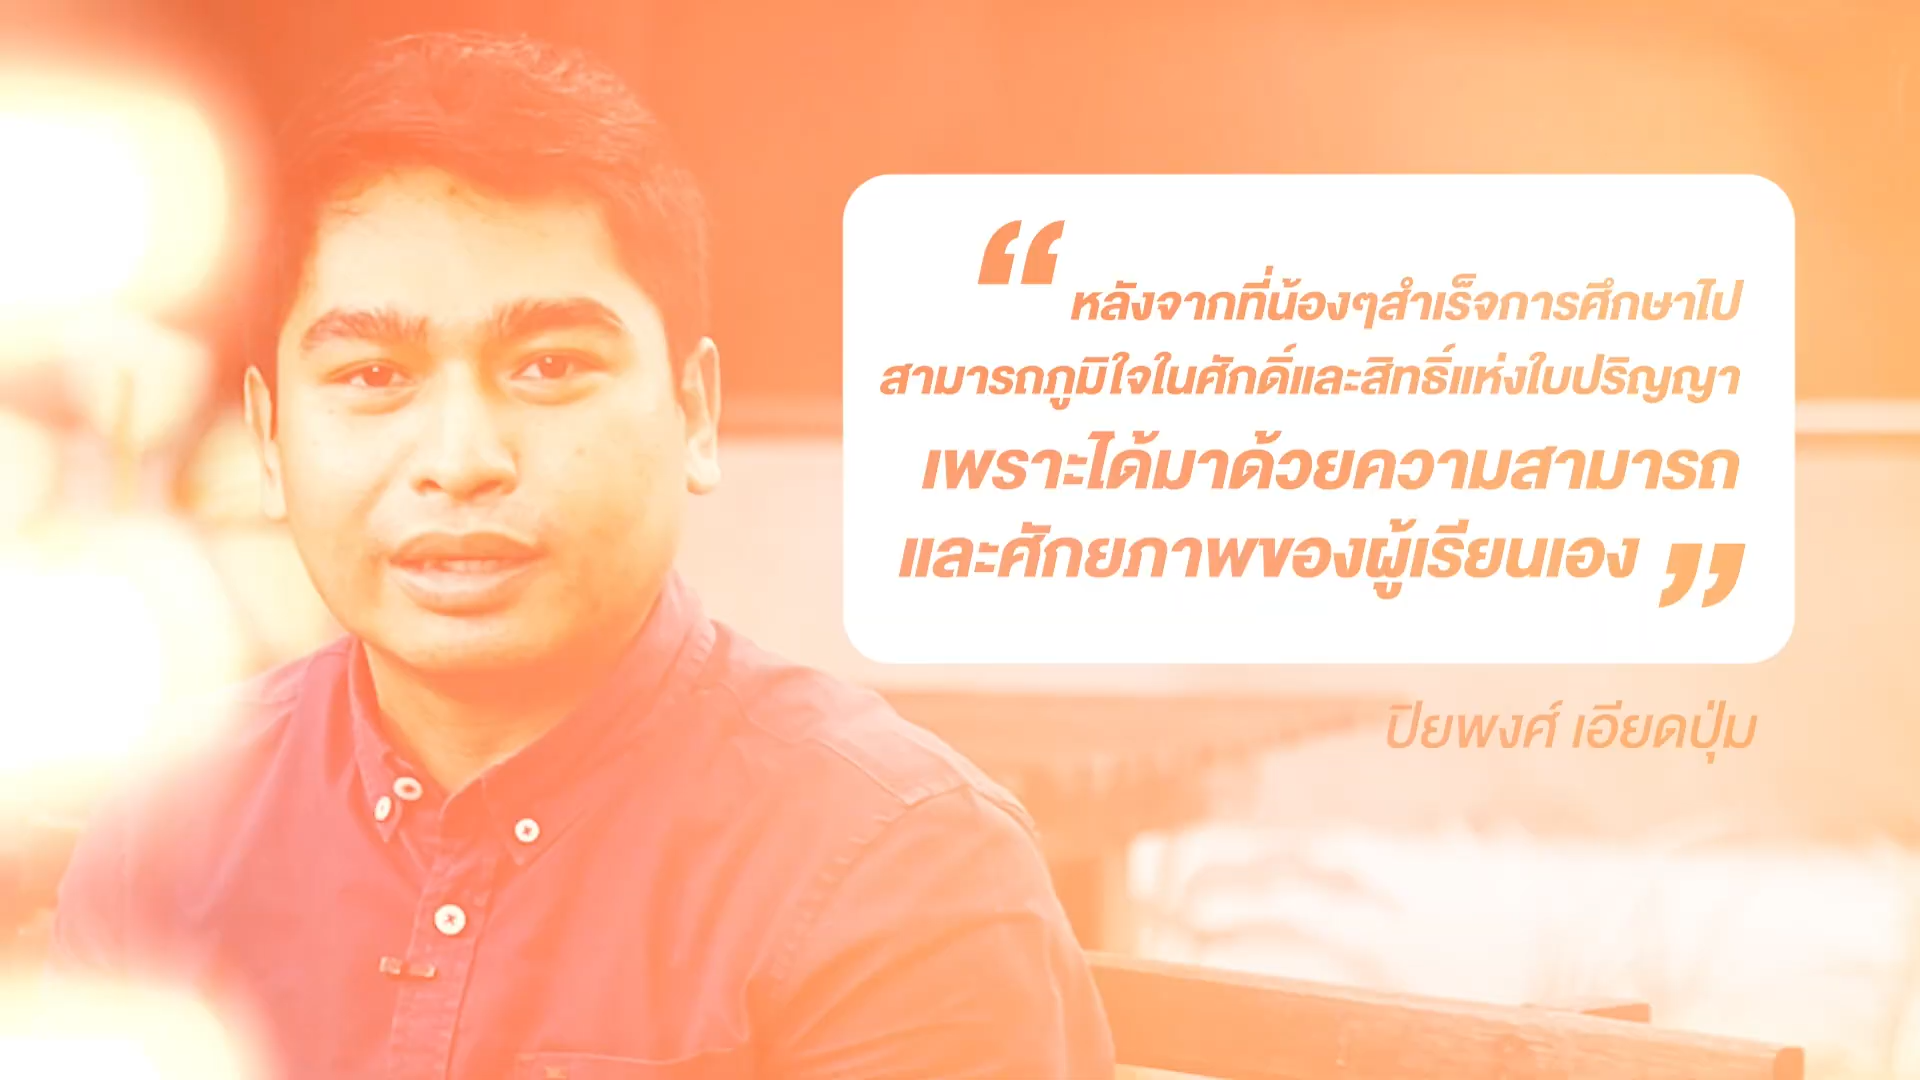 “ หลังจากที่น้องๆสำเร็จการศึกษาไป
สามารถภูมิใจในศักดิ์และสิทธิ์แห่งใบปริญญา
เพราะได้มาด้วยความสามารถ
และศักยภาพของผู้เรียนเอง ”
ปิยพงศ์ เอียดปุ่ม